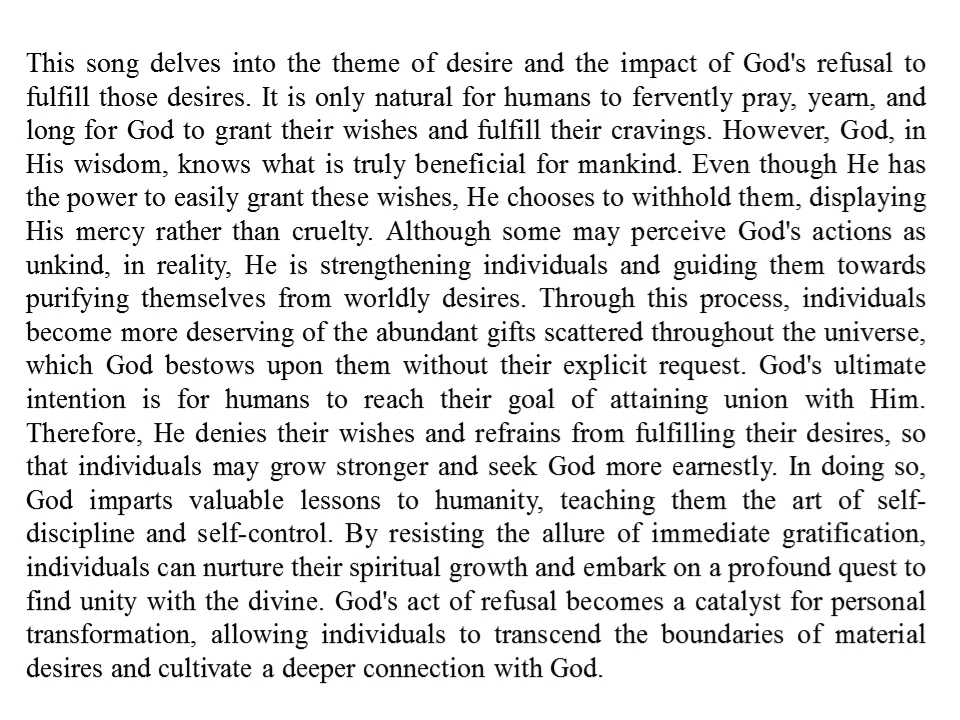 This song delves into the theme of desire and the impact of God's refusal to
fulfill those desires. It is only natural for humans to fervently pray, yearn, and
long for God to grant their wishes and fulfill their cravings. However, God, in
His wisdom, knows what is truly beneficial for mankind. Even though He has
the power to easily grant these wishes, He chooses to withhold them, displaying
His mercy rather than cruelty. Although some may perceive God's actions as
unkind, in reality, He is strengthening individuals and guiding them towards
purifying themselves from worldly desires. Through this process, individuals
become more deserving of the abundant gifts scattered throughout the universe,
which God bestows upon them without their explicit request. God's ultimate
intention is for humans to reach their goal of attaining union with Him.
Therefore, He denies their wishes and refrains from fulfilling their desires, so
that individuals may grow stronger and seek God more earnestly. In doing so,
God imparts valuable lessons to humanity, teaching them the art of self-
discipline and self-control. By resisting the allure of immediate gratification,
individuals can nurture their spiritual growth and embark on a profound quest to
find unity with the divine. God's act of refusal becomes a catalyst for personal
transformation, allowing individuals to transcend the boundaries of material
desires and cultivate a deeper connection with God.